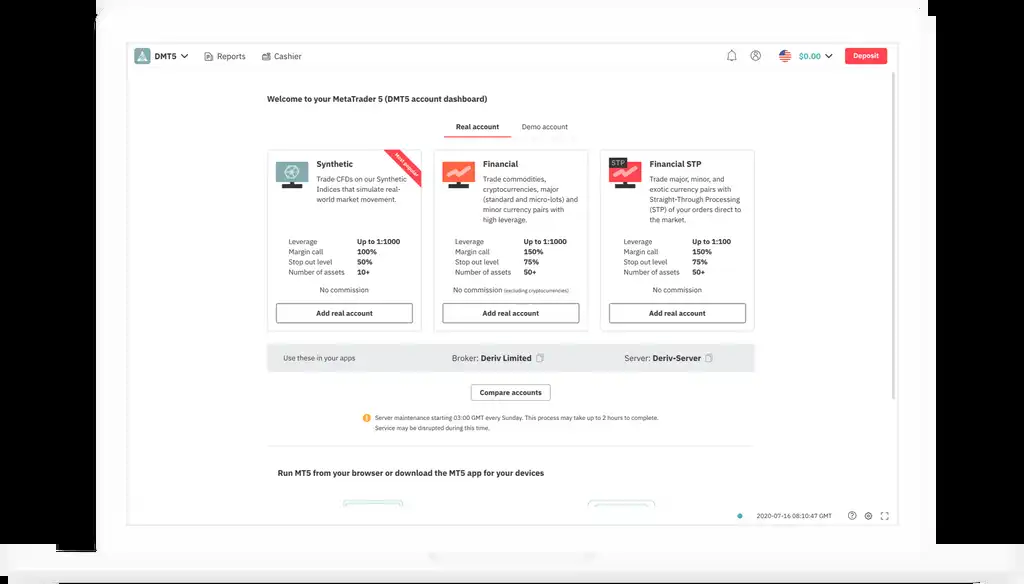 DMT5 Reports Cashier $0.00 Deposit
Welcome to your MetaTrader 5 (DMT5 account dashboard)
Real account Demo account
Most popular
Synthetic
Trade CFDs on our Synthetic
Indices that simulate real-
world market movement.
Leverage Up to 1:1000
Margin call 100%
Stop out level 50%
Number of assets 10+
No commission
Add real account
Financial
Trade commodities,
cryptocurrencies, major
(standard and micro-lots) and
minor currency pairs with
high leverage.
Leverage Up to 1:1000
Margin call 150%
Stop out level 75%
Number of assets 50+
No commission (excluding cryptocurrencies)
Add real account
STP
Financial STP
Trade major, minor, and
exotic currency pairs with
Straight-Through Processing
(STP) of your orders direct to
the market.
Leverage Up to 1:100
Margin call 150%
Stop out level 75%
Number of assets 50+
No commission
Add real account
Use these in your apps Broker: Deriv Limited Server: Deriv-Server
Compare accounts
Server maintenance starting 03:00 GMT every Sunday. This process may take up to 2 hours to complete.
Service may be disrupted during this time.
Run MT5 from your browser or download the MT5 app for your devices
2020-07-16 08:10:47 GMT